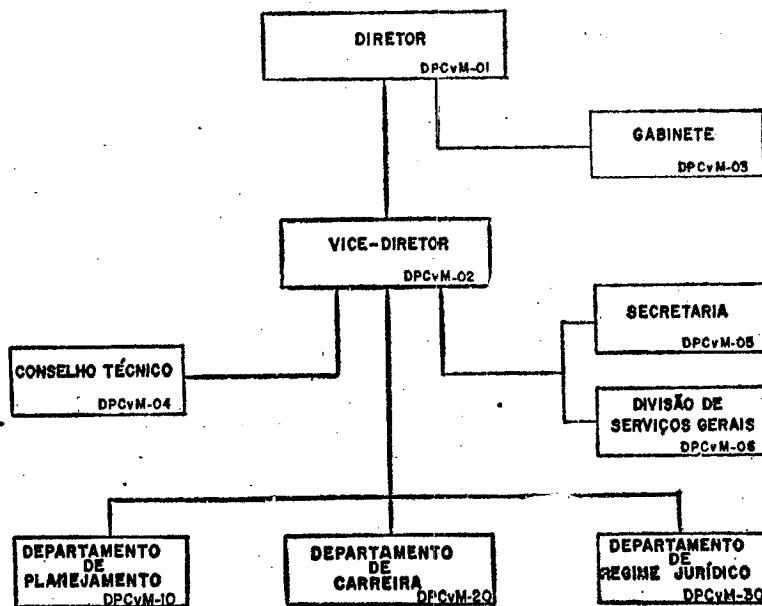 DIRETOR
DPCvM-01
GABINETE
DPCvM-03
VICE-DIRETOR
DPCvM-02
SECRETARIA
DPCvM-05
CONSELHO TÉCNICO
DPCvM-04
DIVISÃO DE
SERVIÇOS GERAIS
DPCvM-06
DEPARTAMENTO
DE
PLANEJAMENTO
DPCvM-10
DEPARTAMENTO
DE
CARREIRA
DPCvM-20
DEPARTAMENTO
DE
REGIME JURÍDICO
DPCvM-30